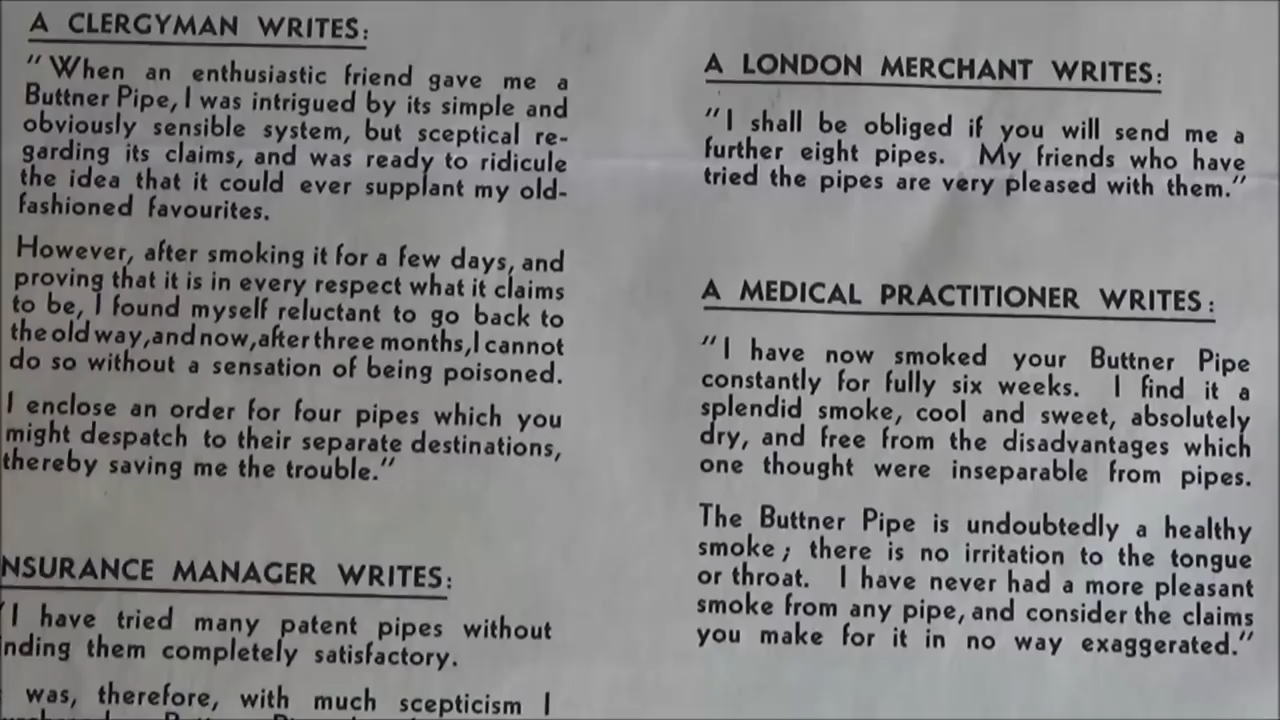 A CLERGYMAN WRITES:
"When an enthusiastic friend gave me a
Buttner Pipe, I was intrigued by its simple and
obviously sensible system, but sceptical re-
garding its claims, and was ready to ridicule
the idea that it could ever supplant my old-
fashioned favourites.
However, after smoking it for a few days, and
proving that it is in every respect what it claims
to be, I found myself reluctant to go back to
the old way, and now, after three months, I cannot
do so without a sensation of being poisoned.
I enclose an order for four pipes which you
might despatch to their separate destinations,
thereby saving me the trouble."
NSURANCE MANAGER WRITES:
"I have tried many patent pipes without
nding them completely satisfactory.
was, therefore, with much scepticism I
A LONDON MERCHANT WRITES:
"I shall be obliged if you will send me a
further eight pipes. My friends who have
tried the pipes are very pleased with them."
A MEDICAL PRACTITIONER WRITES:
"I have now smoked your Buttner Pipe
constantly for fully six weeks. I find it a
splendid smoke, cool and sweet, absolutely
dry, and free from the disadvantages which
one thought were inseparable from pipes.
The Buttner Pipe is undoubtedly a healthy
smoke; there is no irritation to the tongue
or throat. I have never had a more pleasant
smoke from any pipe, and consider the claims
you make for it in no way exaggerated."